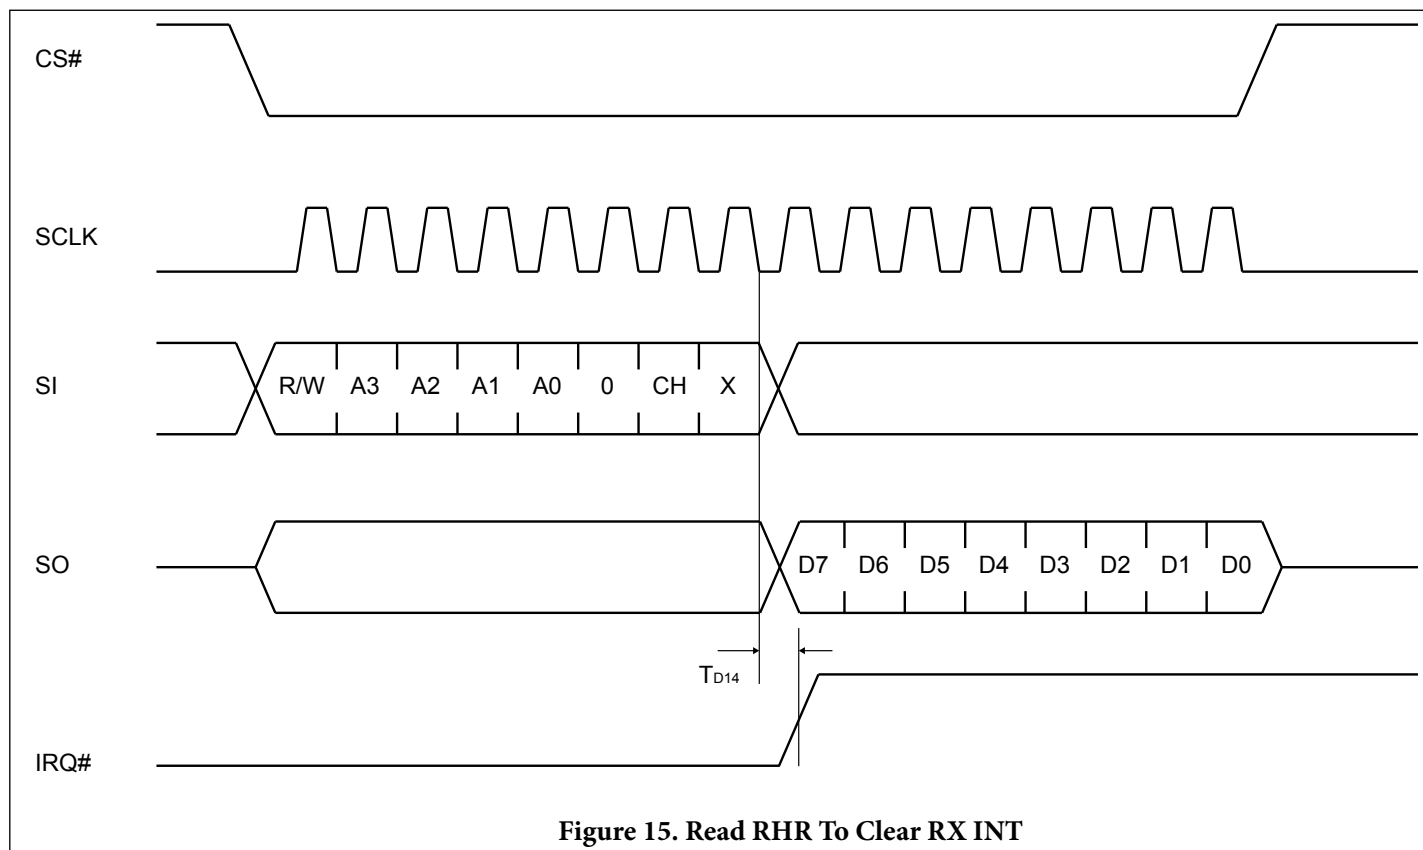 CS#
SCLK
SI R/W A3 A2 A1 A0 0 CH X
SO D7 D6 D5 D4 D3 D2 D1 D0
TD14
IRQ#
Figure 15. Read RHR To Clear RX INT